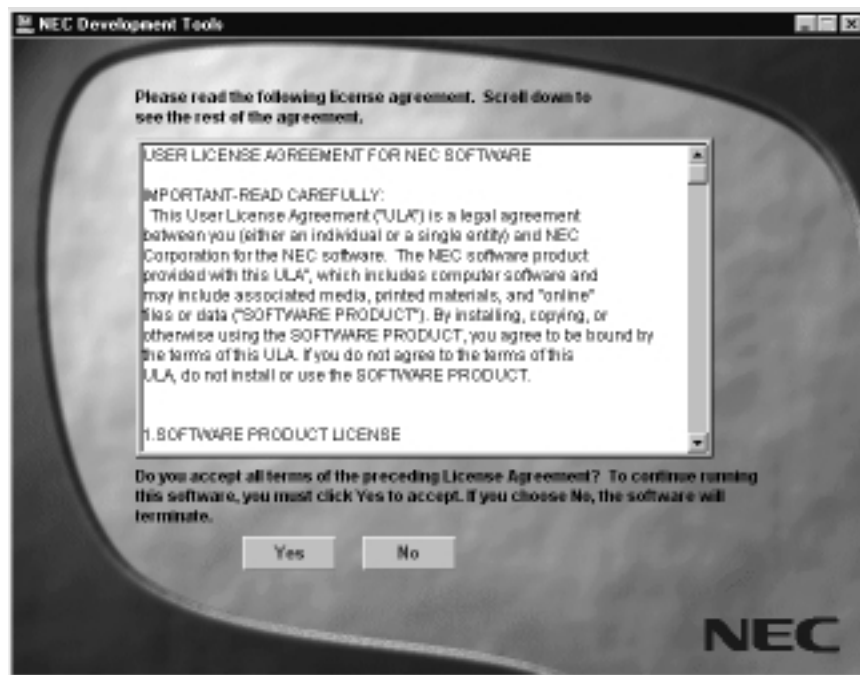 NEC Development Tools
Please read the following license agreement. Scroll down to
see the rest of the agreement.
USER LICENSE AGREEMENT FOR NEC SOFTWARE
IMPORTANT-READ CAREFULLY:
This User License Agreement ("ULA") is a legal agreement
between you (either an individual or a single entity) and NEC
Corporation for the NEC software. The NEC software product
provided with this ULA", which includes computer software and
may include associated media, printed materials, and "online"
files or data ("SOFTWARE PRODUCT"). By installing, copying, or
otherwise using the SOFTWARE PRODUCT, you agree to be bound by
the terms of this ULA. If you do not agree to the terms of this
ULA, do not install or use the SOFTWARE PRODUCT.
1.SOFTWARE PRODUCT LICENSE
Do you accept all terms of the preceding License Agreement? To continue running
this software, you must click Yes to accept. If you choose No, the software will
terminate.
Yes No
NEC